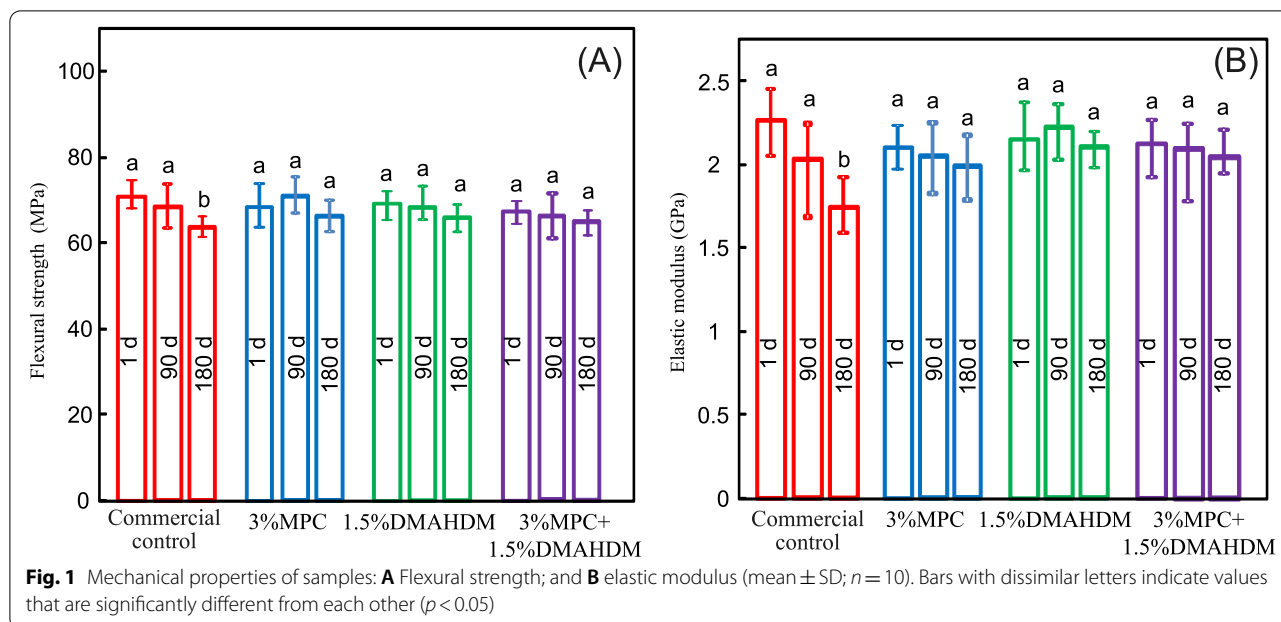 (A)
100
80
60
40
20
0
Flexural strength (MPa)
a a b a a a a a a a a a
1 d 90 d 180 d 1 d 90 d 180 d 1 d 90 d 180 d 1 d 90 d 180 d
Commercial
control
3%MPC
1.5%DMAHDM
3%MPC+
1.5%DMAHDM
(B)
2.5
2
1.5
1
0.5
0
Elastic modulus (GPa)
a a b a a a a a a a a a
1 d 90 d 180 d 1 d 90 d 180 d 1 d 90 d 180 d 1 d 90 d 180 d
Commercial
control
3%MPC
1.5%DMAHDM
3%MPC+
1.5%DMAHDM
Fig. 1 Mechanical properties of samples: A Flexural strength; and B elastic modulus (mean ± SD; n = 10). Bars with dissimilar letters indicate values
that are significantly different from each other (p < 0.05)